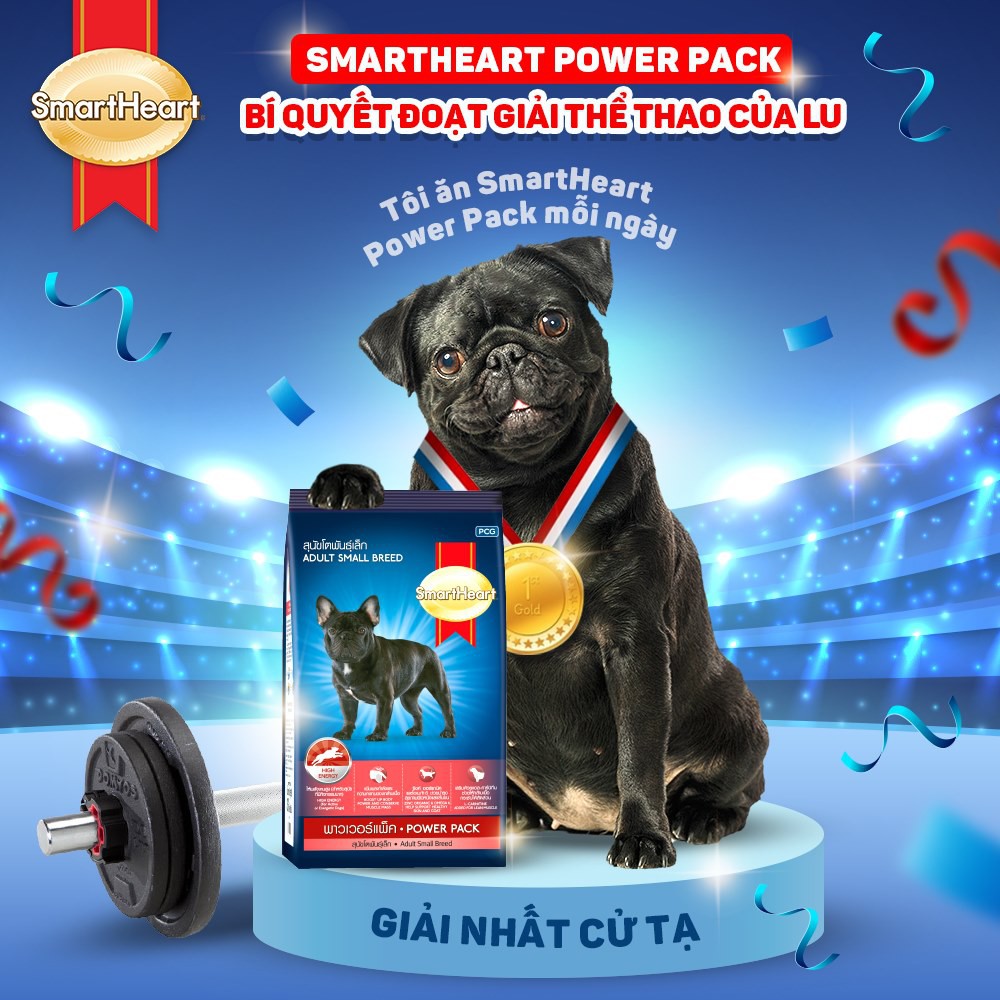 SmartHeart
SMARTHEART POWER PACK
BÍ QUYẾT ĐOẠT GIẢI THỂ THAO CỦA LU
Tôi ăn SmartHeart
Power Pack mỗi ngày
PCG
สุนัขโตพันธุ์เล็ก
ADULT SMALL BREED
SmartHeart
1ST
Gold
DOMYOS
HIGH
ENERGY
พาวเวอร์แพ็ค • POWER PACK
สุนัขโตพันธุ์เล็ก • Adult Small Breed
GIẢI NHẤT CỬ TẠ